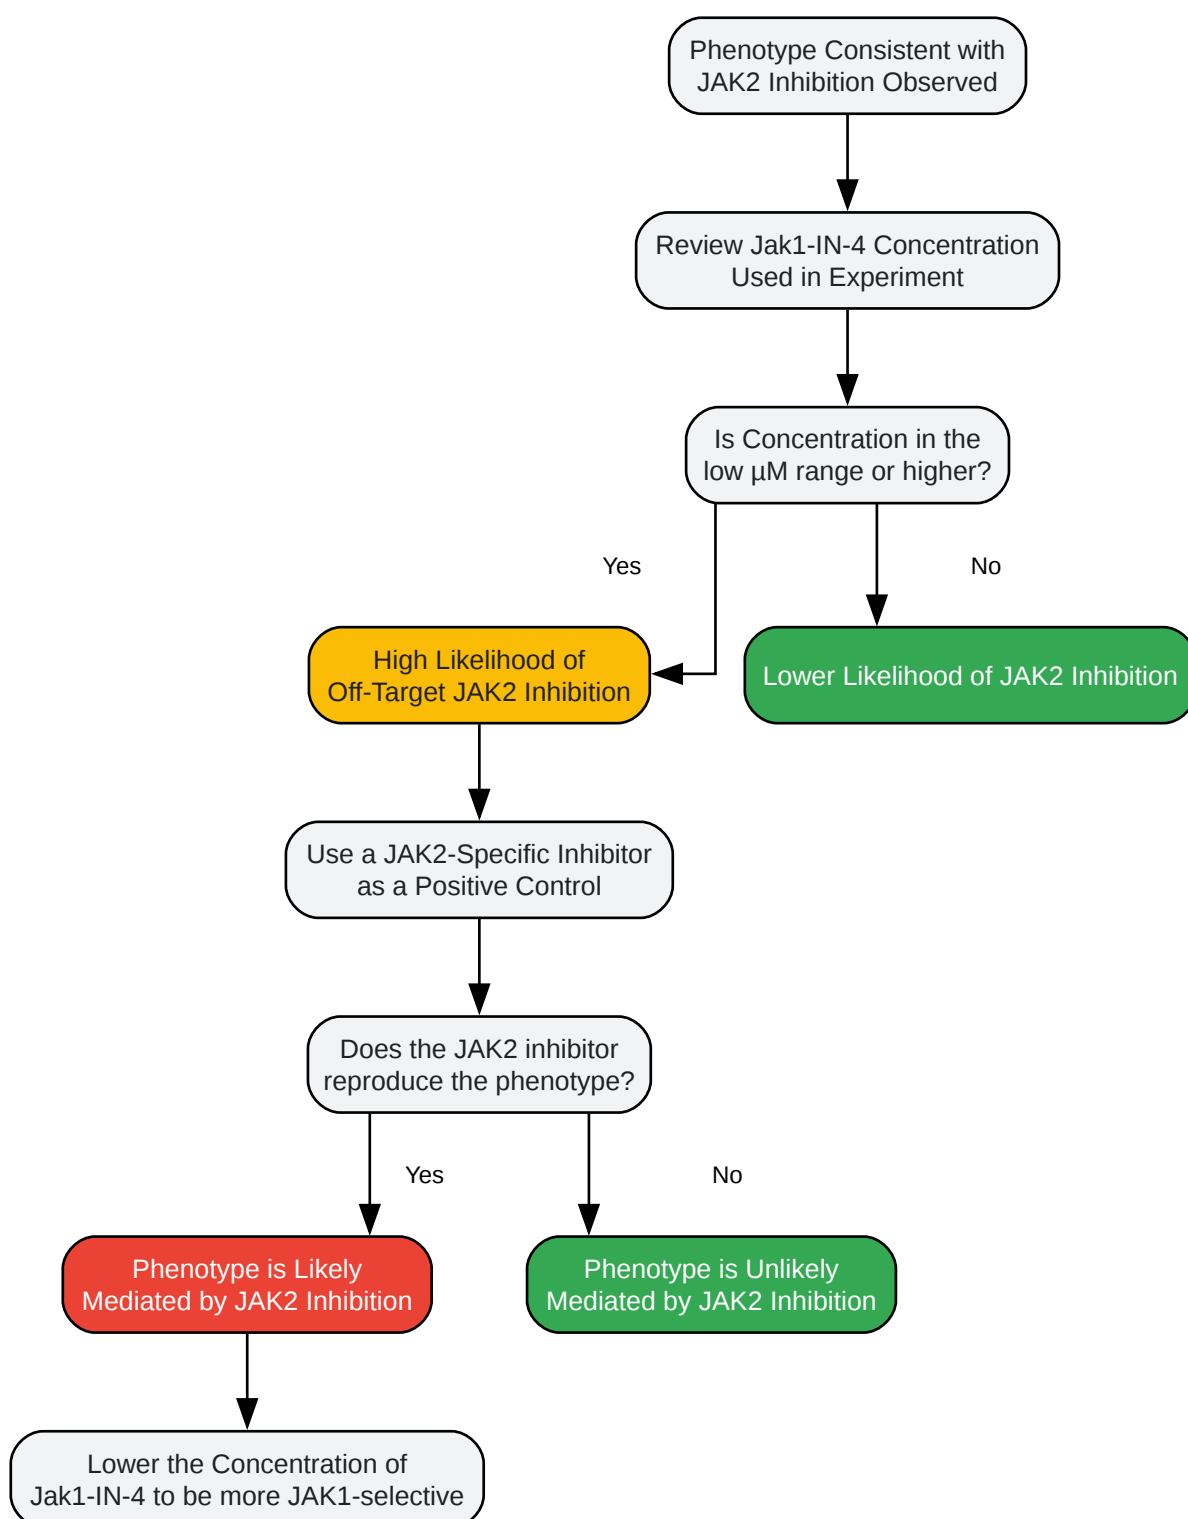 Phenotype Consistent with
JAK2 Inhibition Observed
Review Jak1-IN-4 Concentration
Used in Experiment
Is Concentration in the
low µM range or higher?
Yes
No
High Likelihood of
Off-Target JAK2 Inhibition
Lower Likelihood of JAK2 Inhibition
Use a JAK2-Specific Inhibitor
as a Positive Control
Does the JAK2 inhibitor
reproduce the phenotype?
Yes
No
Phenotype is Likely
Mediated by JAK2 Inhibition
Phenotype is Unlikely
Mediated by JAK2 Inhibition
Lower the Concentration of
Jak1-IN-4 to be more JAK1-selective